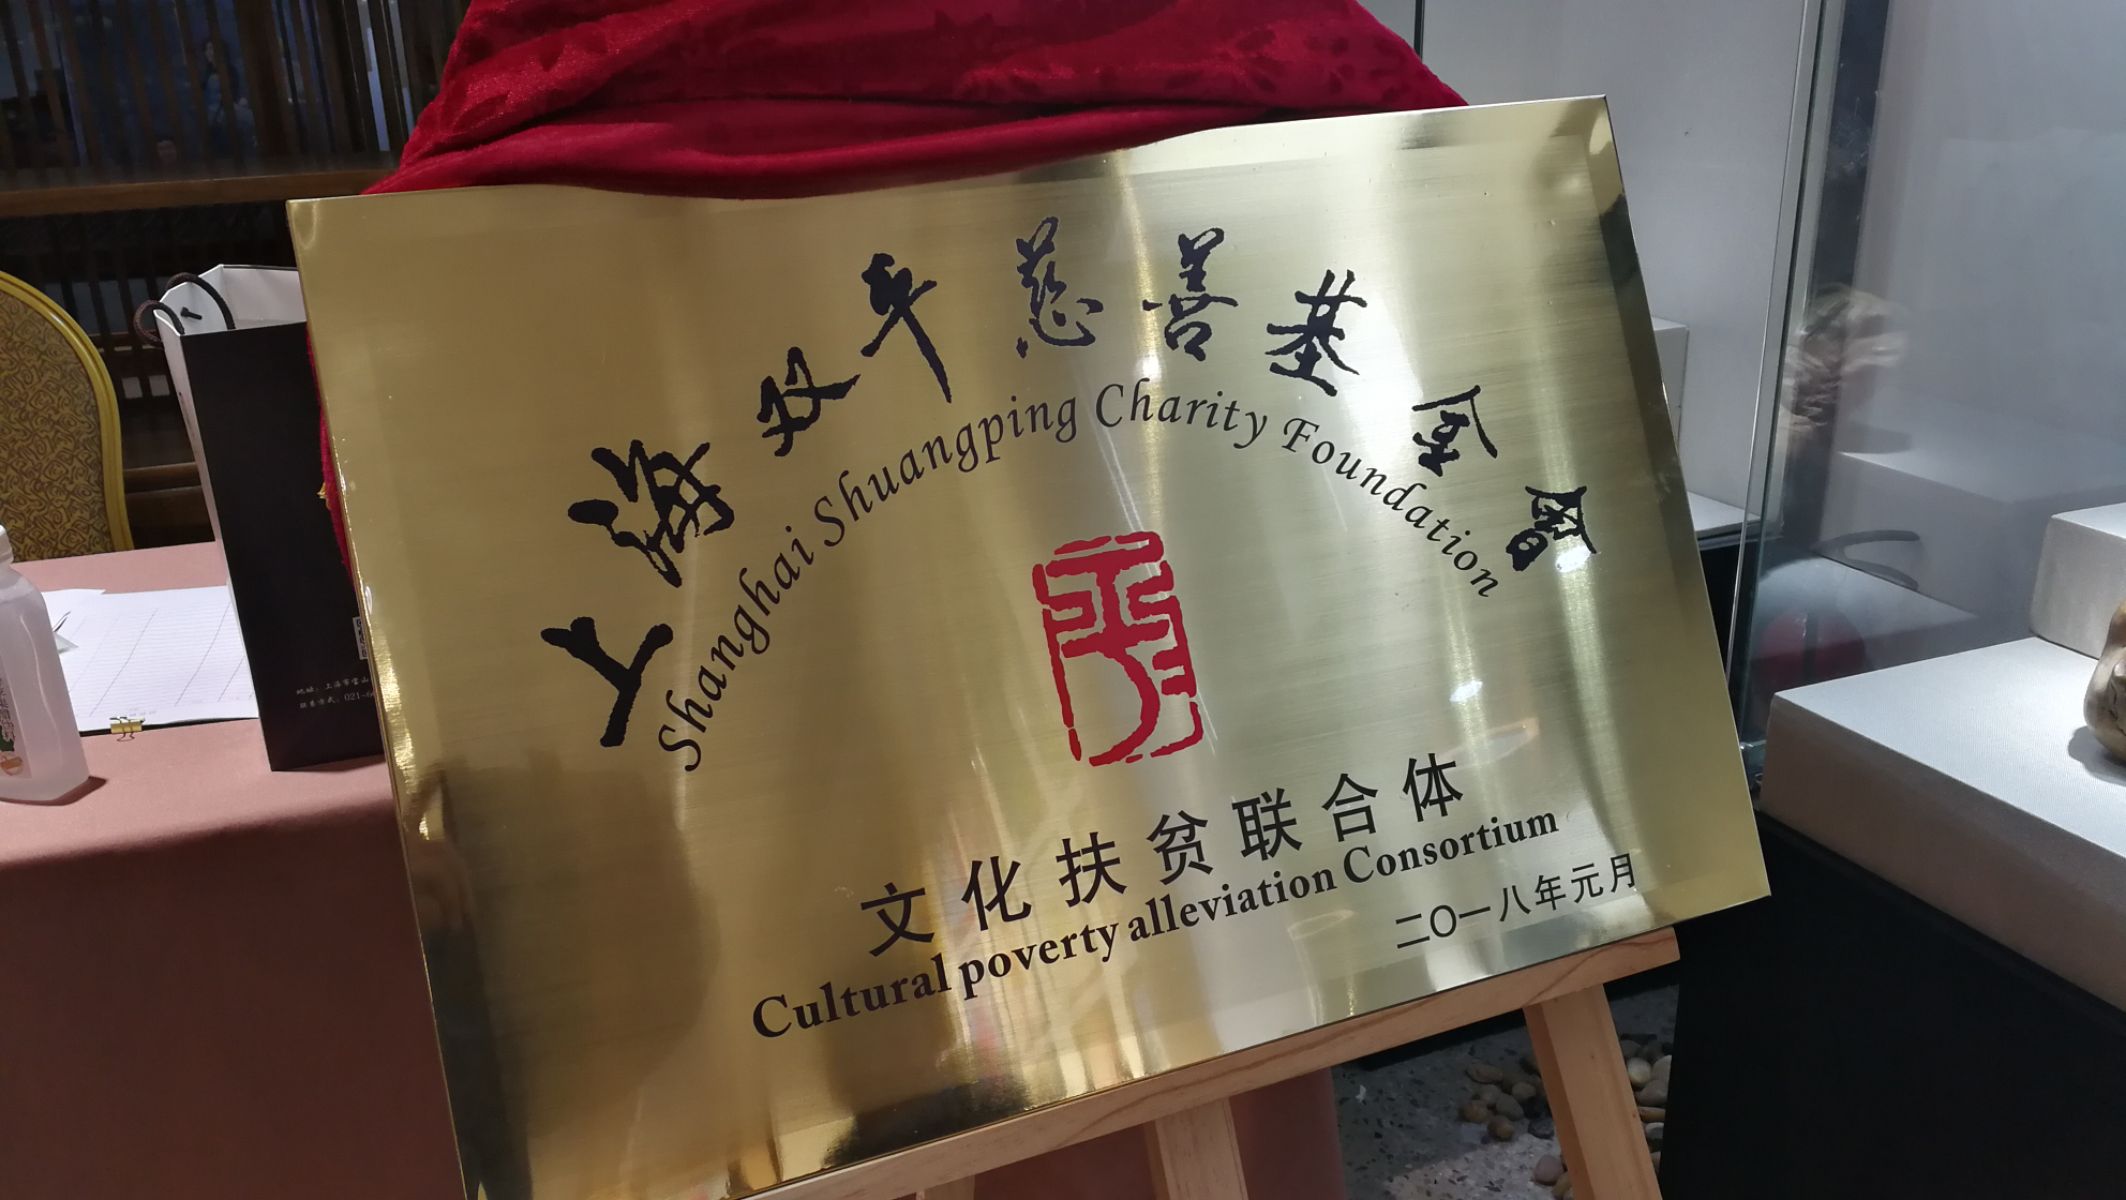 上海双平慈善基金會
Shanghai Shuangping Charity Foundation
文化扶贫联合体
Cultural poverty alleviation Consortium
二〇一八年元月